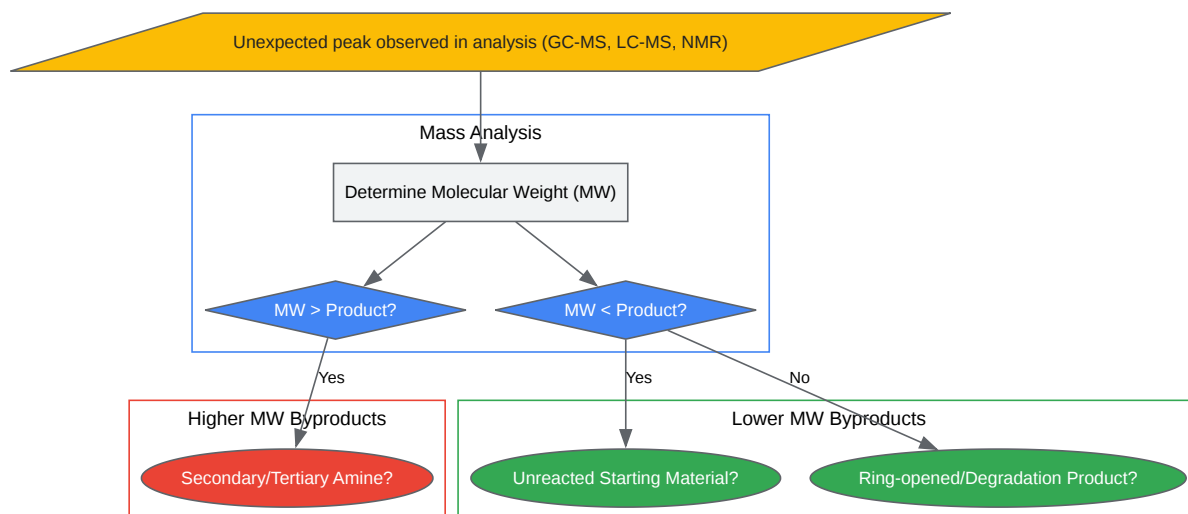 Unexpected peak observed in analysis (GC-MS, LC-MS, NMR)
Mass Analysis
Determine Molecular Weight (MW)
MW > Product?
MW < Product?
Yes
Yes
No
Higher MW Byproducts
Lower MW Byproducts
Secondary/Tertiary Amine?
Unreacted Starting Material?
Ring-opened/Degradation Product?